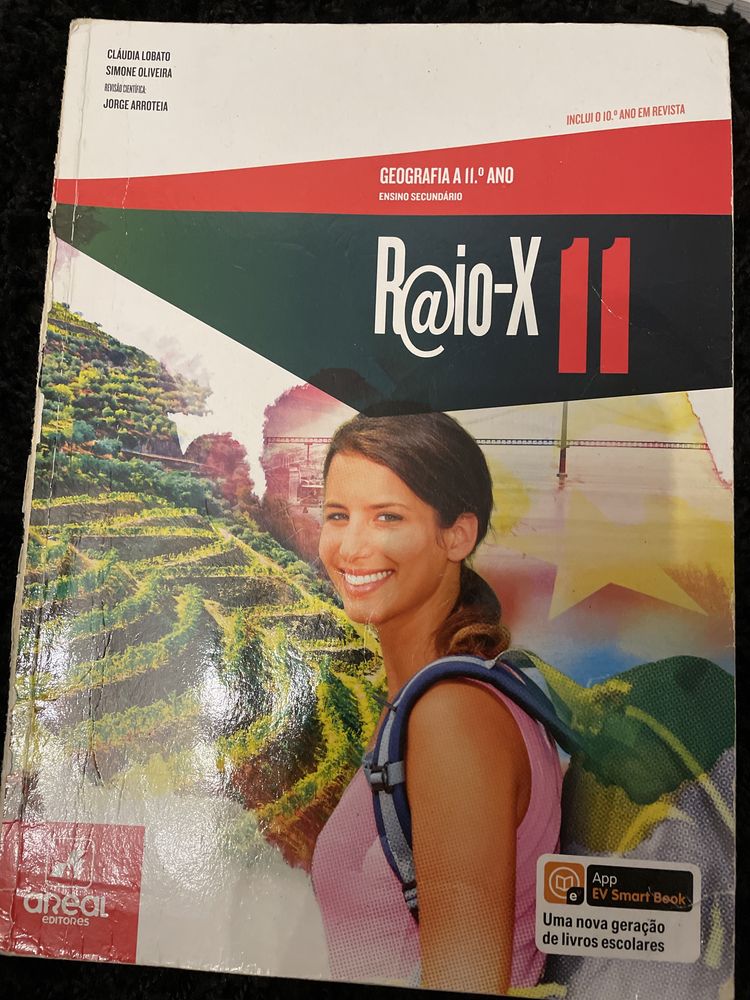 CLÁUDIA LOBATO
SIMONE OLIVEIRA
REVISÃO CIENTÍFICA:
JORGE ARROTEIA
INCLUI O 10.º ANO EM REVISTA
GEOGRAFIA A 11.º ANO
ENSINO SECUNDÁRIO
R@io-X 11
areal
EDITORES
e
App
EV Smart Book
Uma nova geração
de livros escolares